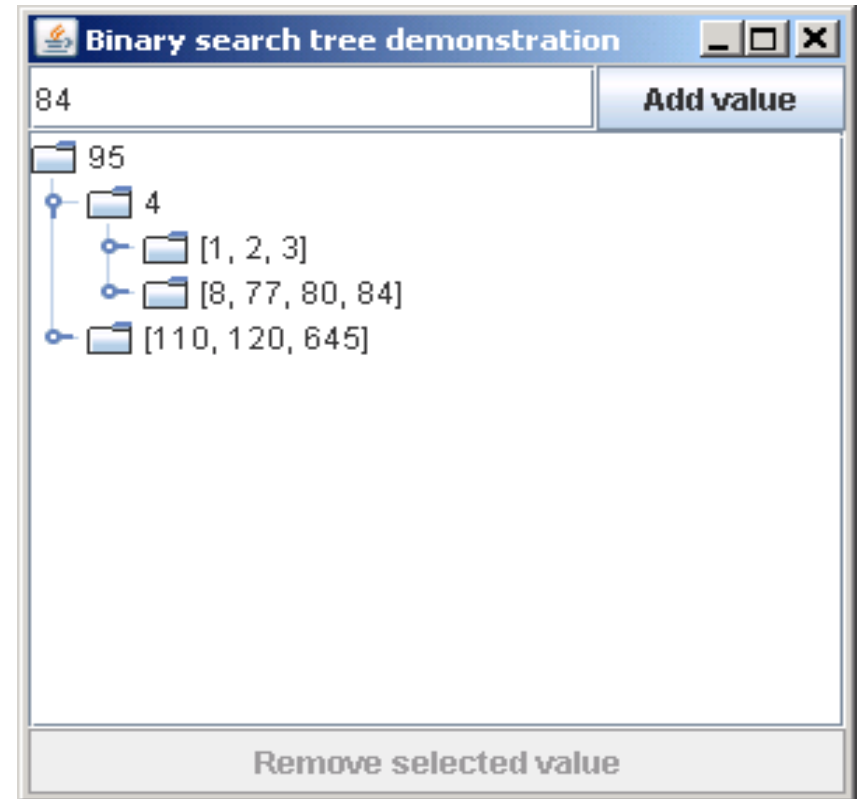 Binary search tree demonstration
84 Add value
95
4
[1, 2, 3]
[8, 77, 80, 84]
[110, 120, 645]
Remove selected value